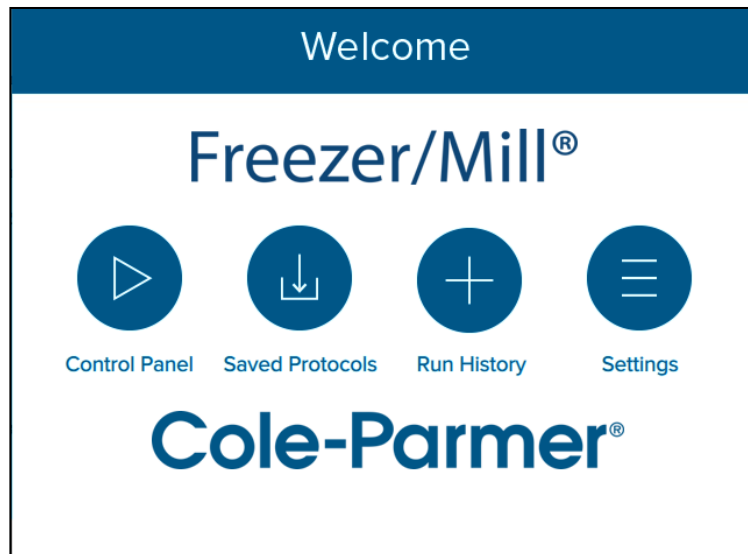 Welcome
Freezer/Mill®
Control Panel Saved Protocols Run History Settings
Cole-Parmer®